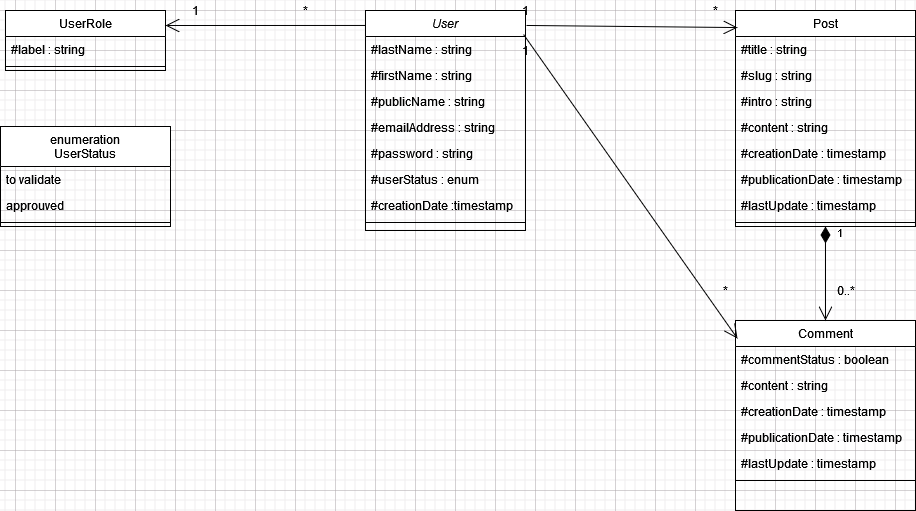 UserRole
#label : string
1
*
enumeration
UserStatus
to validate
approuved
User
#lastName : string
#firstName : string
#publicName : string
#emailAddress : string
#password : string
#userStatus : enum
#creationDate :timestamp
1
*
1
*
Post
#title : string
#slug : string
#intro : string
#content : string
#creationDate : timestamp
#publicationDate : timestamp
#lastUpdate : timestamp
1
0..*
Comment
#commentStatus : boolean
#content : string
#creationDate : timestamp
#publicationDate : timestamp
#lastUpdate : timestamp